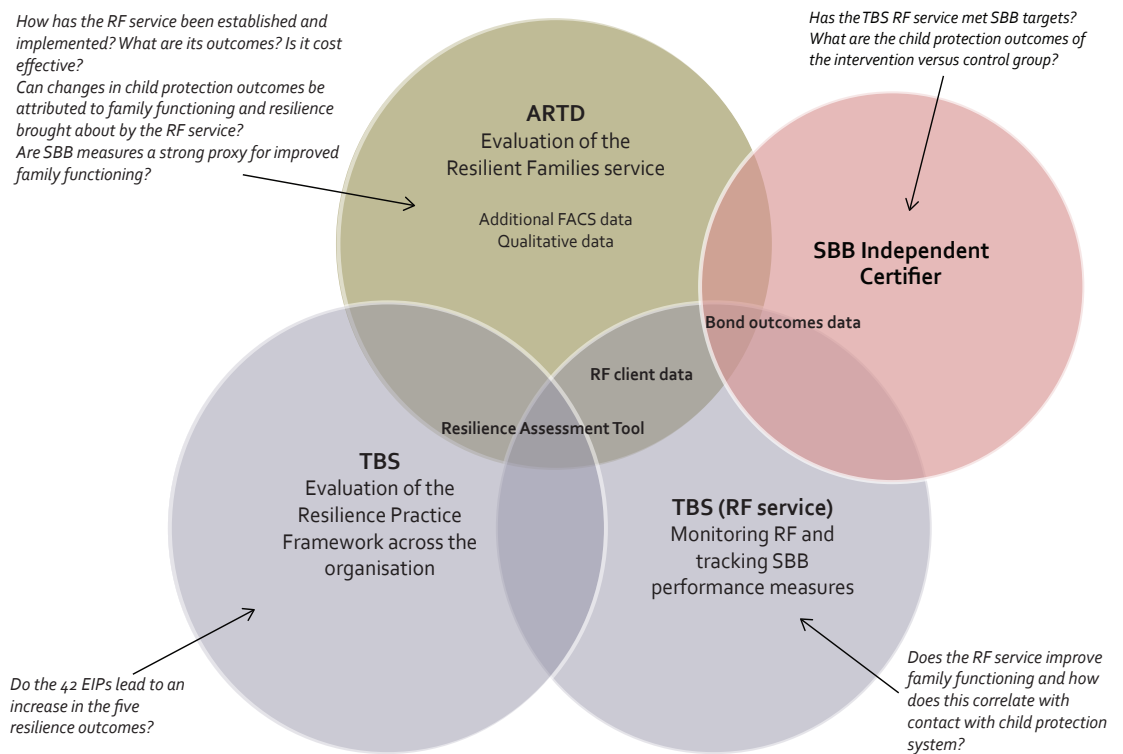 How has the RF service been established and
implemented? What are its outcomes? Is it cost
effective?
Can changes in child protection outcomes be
attributed to family functioning and resilience
brought about by the RF service?
Are SBB measures a strong proxy for improved
family functioning?
Has the TBS RF service met SBB targets?
What are the child protection outcomes of
the intervention versus control group?
ARTD
Evaluation of the
Resilient Families service
Additional FACS data
Qualitative data
SBB Independent
Certifier
Bond outcomes data
RF client data
Resilience Assessment Tool
TBS
Evaluation of the
Resilience Practice
Framework across the
organisation
TBS (RF service)
Monitoring RF and
tracking SBB
performance measures
Do the 42 EIPs lead to an
increase in the five
resilience outcomes?
Does the RF service improve
family functioning and how
does this correlate with
contact with child protection
system?